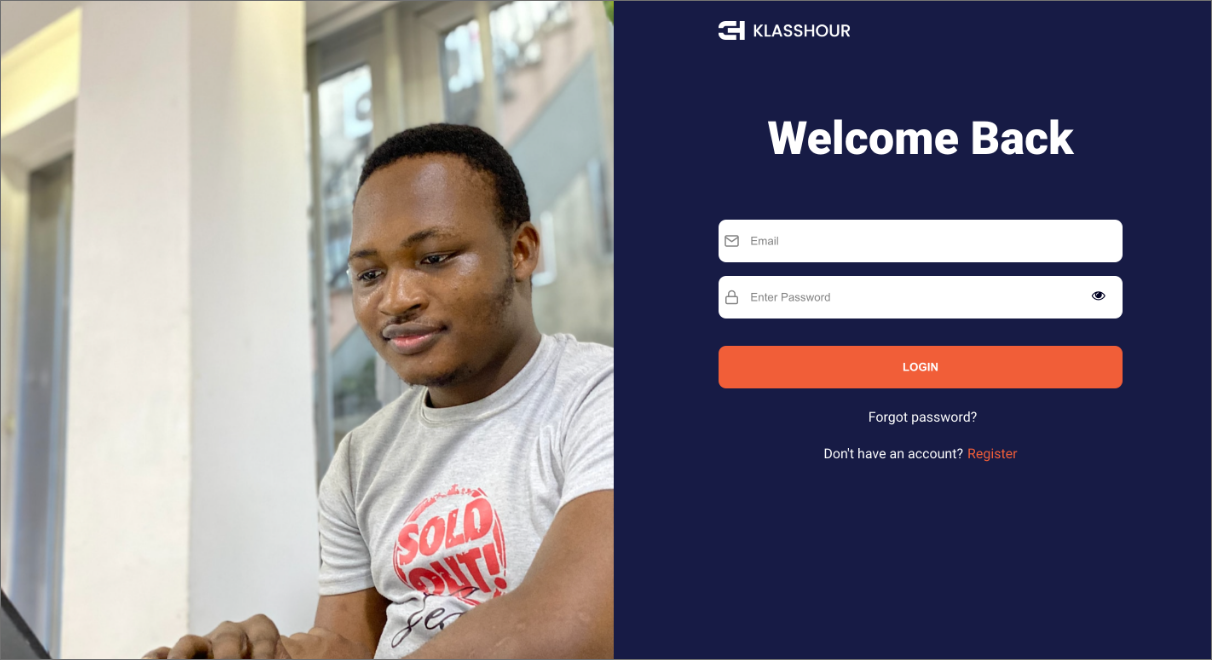 KLASSHOUR
Welcome Back
Email
Enter Password
LOGIN
Forgot password?
Don't have an account? Register
SOLD
OUT!